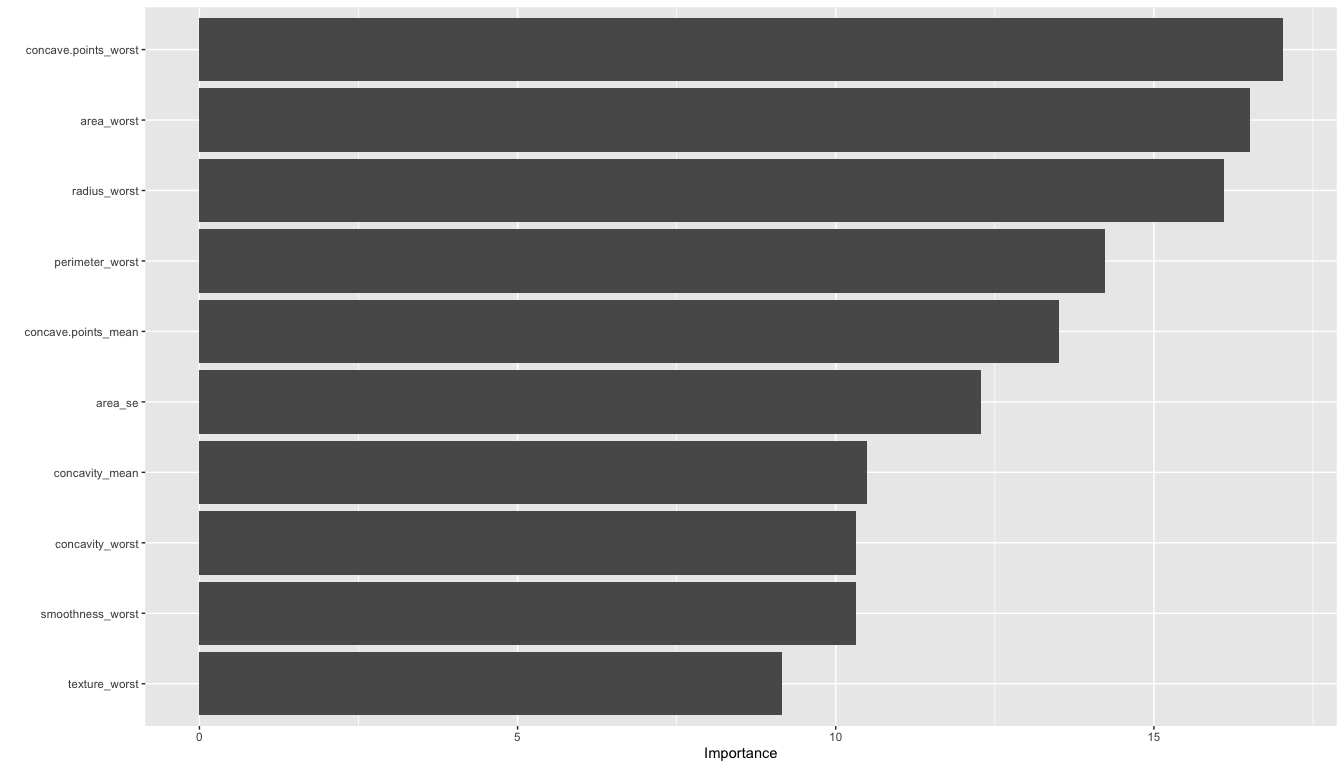 concave.points_worst
area_worst
radius_worst
perimeter_worst
concave.points_mean
area_se
concavity_mean
concavity_worst
smoothness_worst
texture_worst
0 5 10 15
Importance